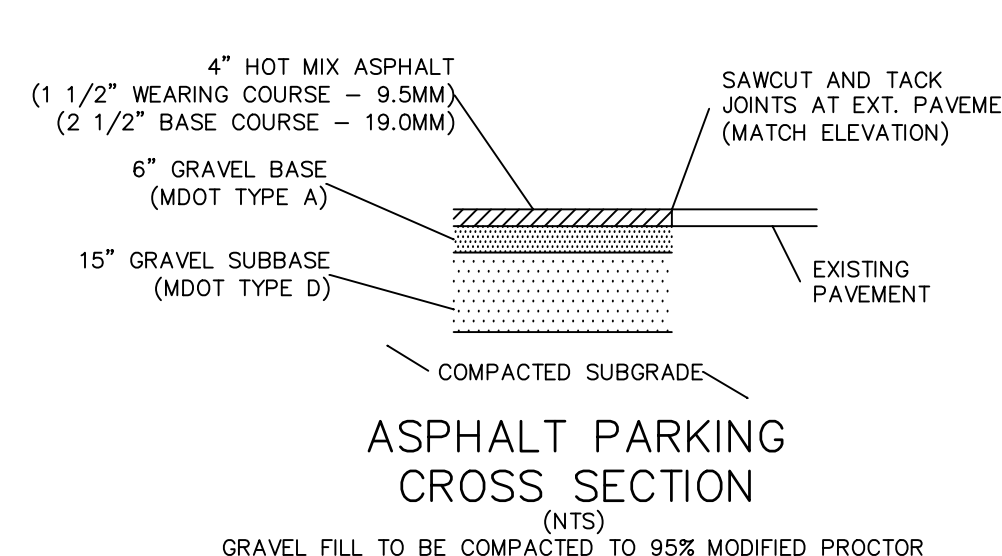 4” HOT MIX ASPHALT
(1 1/2” WEARING COURSE – 9.5MM)
(2 1/2” BASE COURSE – 19.0MM)
6” GRAVEL BASE
(MDOT TYPE A)
15” GRAVEL SUBBASE
(MDOT TYPE D)
SAWCUT AND TACK
JOINTS AT EXT. PAVEME
(MATCH ELEVATION)
EXISTING
PAVEMENT
COMPACTED SUBGRADE
ASPHALT PARKING
CROSS SECTION
(NTS)
GRAVEL FILL TO BE COMPACTED TO 95% MODIFIED PROCTOR